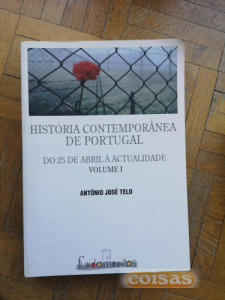 HISTÓRIA CONTEMPORÂNEA
DE PORTUGAL
DO 25 DE ABRIL À ACTUALIDADE
VOLUME I
ANTÓNIO JOSÉ TELO
fundamentos
coisas